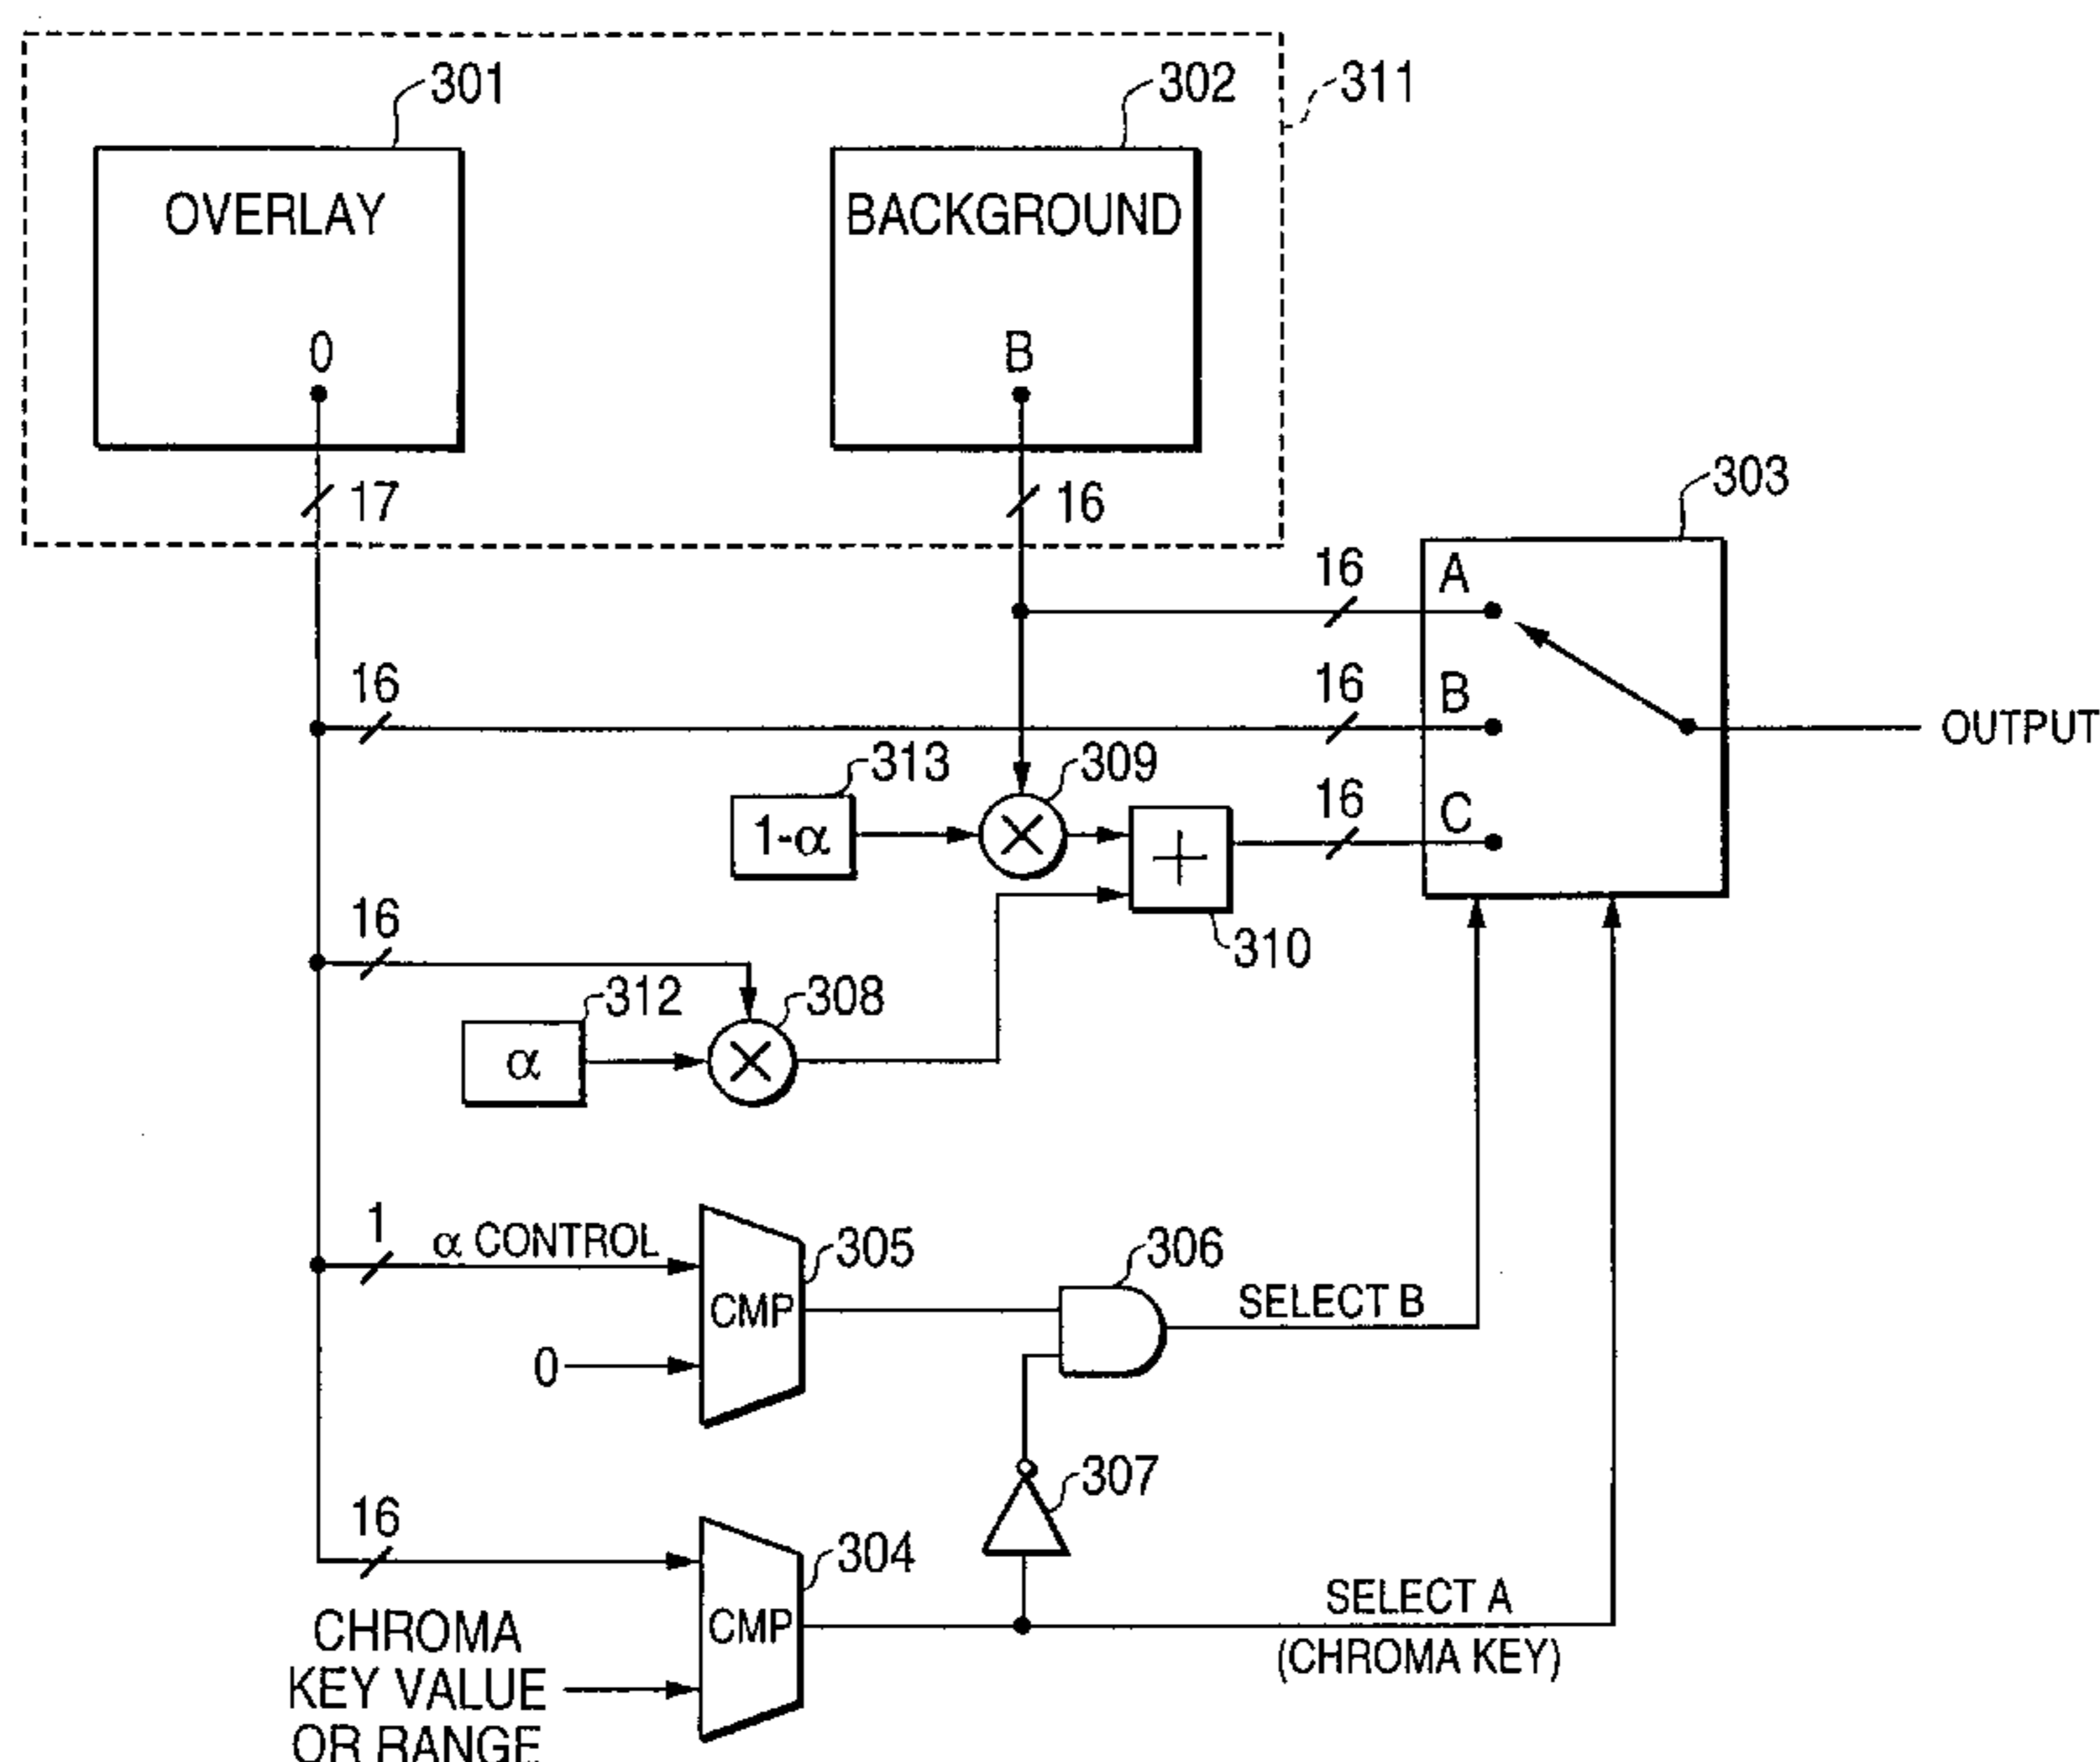 301
302
311
OVERLAY
BACKGROUND
0
B
17
16
303
16
A
16
16
B
OUTPUT
313
309
16
C
1-α
+
16
310
312
308
α
1
α CONTROL
305
306
CMP
SELECT B
0
307
16
304
CMP
SELECT A
(CHROMA KEY)
CHROMA
KEY VALUE
OR RANGE